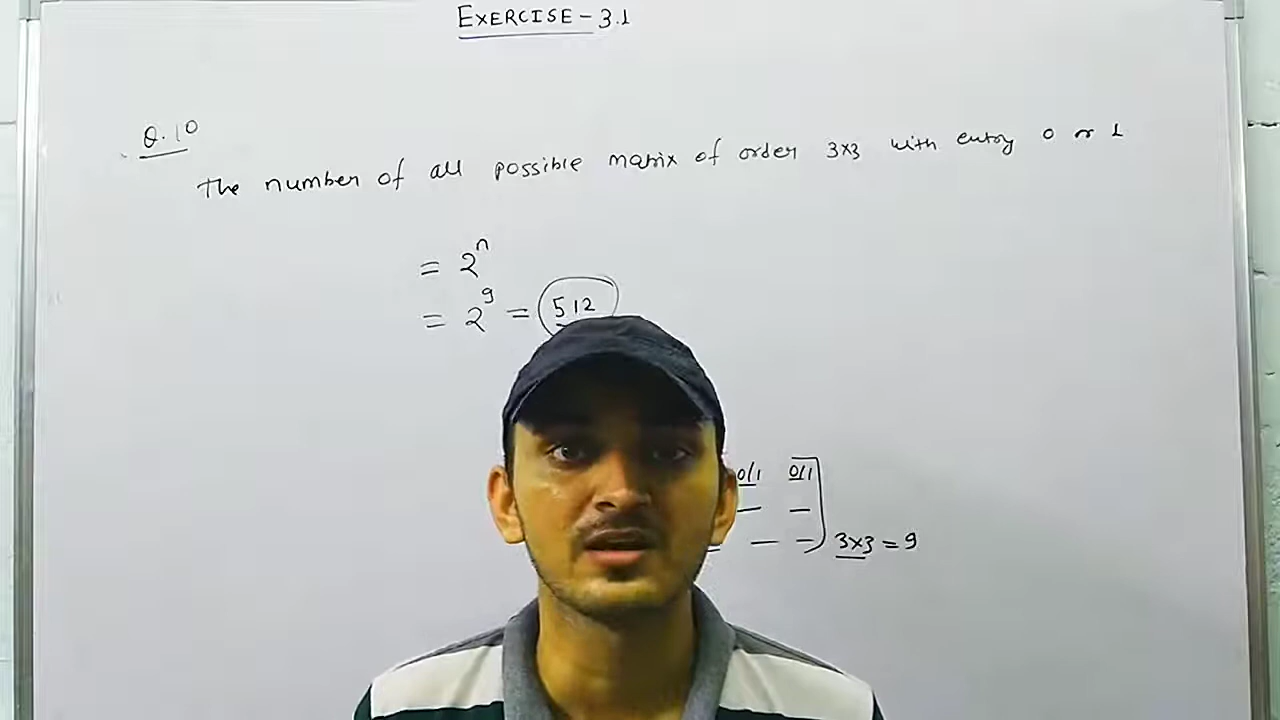 EXERCISE - 3.1
Q.10
The number of all possible matrix of order 3x3 with entry 0 or 1
= 2^n
= 2^9 = 512
0/1 0/1
3x3 = 9